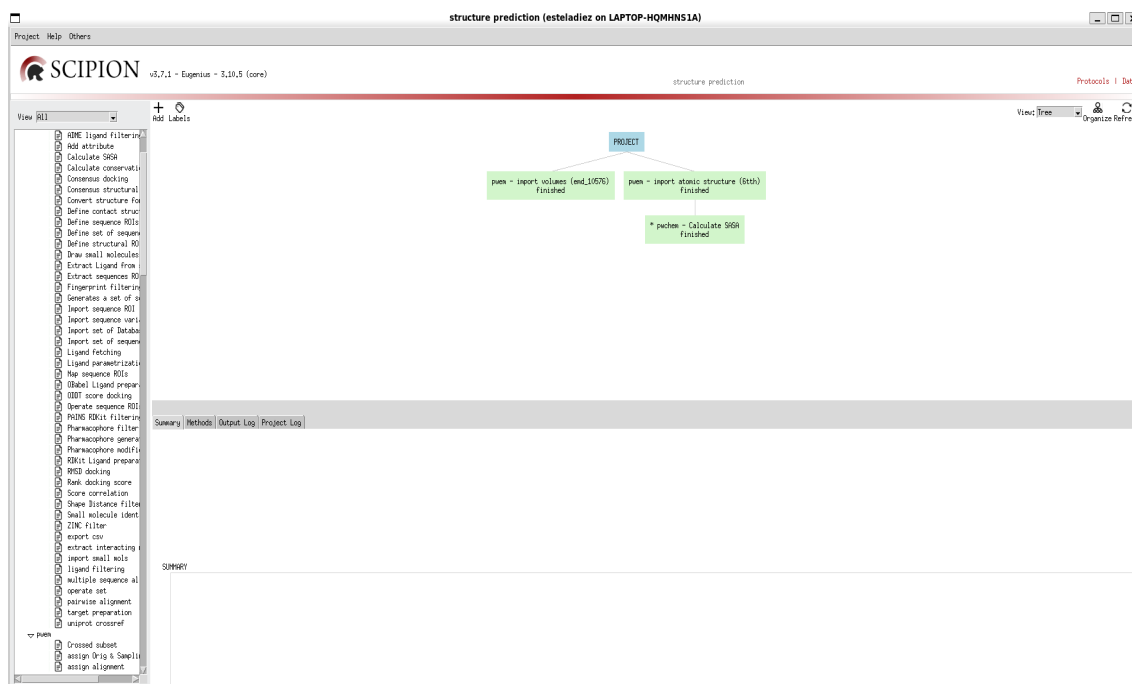 structure prediction (esteladiez on LAPTOP-HQMHNS1A)
Project Help Others
SCIPION v3.7.1 - Eugenius - 3.10.5 (core)
structure prediction
Protocols | Dat
View All
Add Labels
View: Tree
Organize Refre
AIME ligand filterin
Add attribute
Calculate SASA
Calculate conservati
Consensus docking
Consensus structural
Convert structure fo
Define contact struc
Define sequence ROIs
Define set of sequen
Define structural RO
Draw small molecules
Extract Ligand from
Extract sequences RO
Fingerprint filterin
Generates a set of s
Import sequence ROI
Import sequence vari
Import set of Databa
Import set of sequen
Ligand fetching
Ligand parametrizati
Map sequence ROIs
OBabel Ligand prepar
ODDT score docking
Operate sequence ROI
PAINS RDKit filterin
Pharmacophore filter
Pharmacophore genera
Pharmacophore modifi
RDKit Ligand prepara
RMSD docking
Rank docking score
Score correlation
Shape Distance filte
Small molecule ident
ZINC filter
export csv
extract interacting
import small mols
ligand filtering
multiple sequence al
operate set
pairwise alignment
target preparation
uniprot crossref
pwem
Crossed subset
assign Orig & Sampli
assign alignment
PROJECT
pwem - import volumes (emd_10576)
finished
pwem - import atomic structure (6tth)
finished
* pwchem - Calculate SASA
finished
Summary Methods Output Log Project Log
SUMMARY